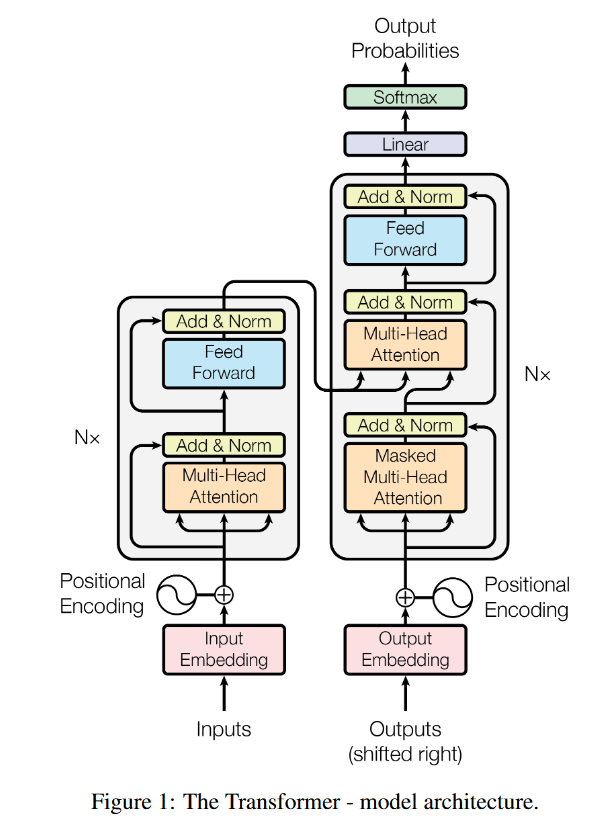 Output
Probabilities
Softmax
Linear
Add & Norm
Feed
Forward
Add & Norm
Multi-Head
Attention
Add & Norm
Masked
Multi-Head
Attention
N×
Add & Norm
Feed
Forward
N×
Add & Norm
Multi-Head
Attention
Positional
Encoding
Positional
Encoding
Input
Embedding
Output
Embedding
Inputs
Outputs
(shifted right)
Figure 1: The Transformer - model architecture.